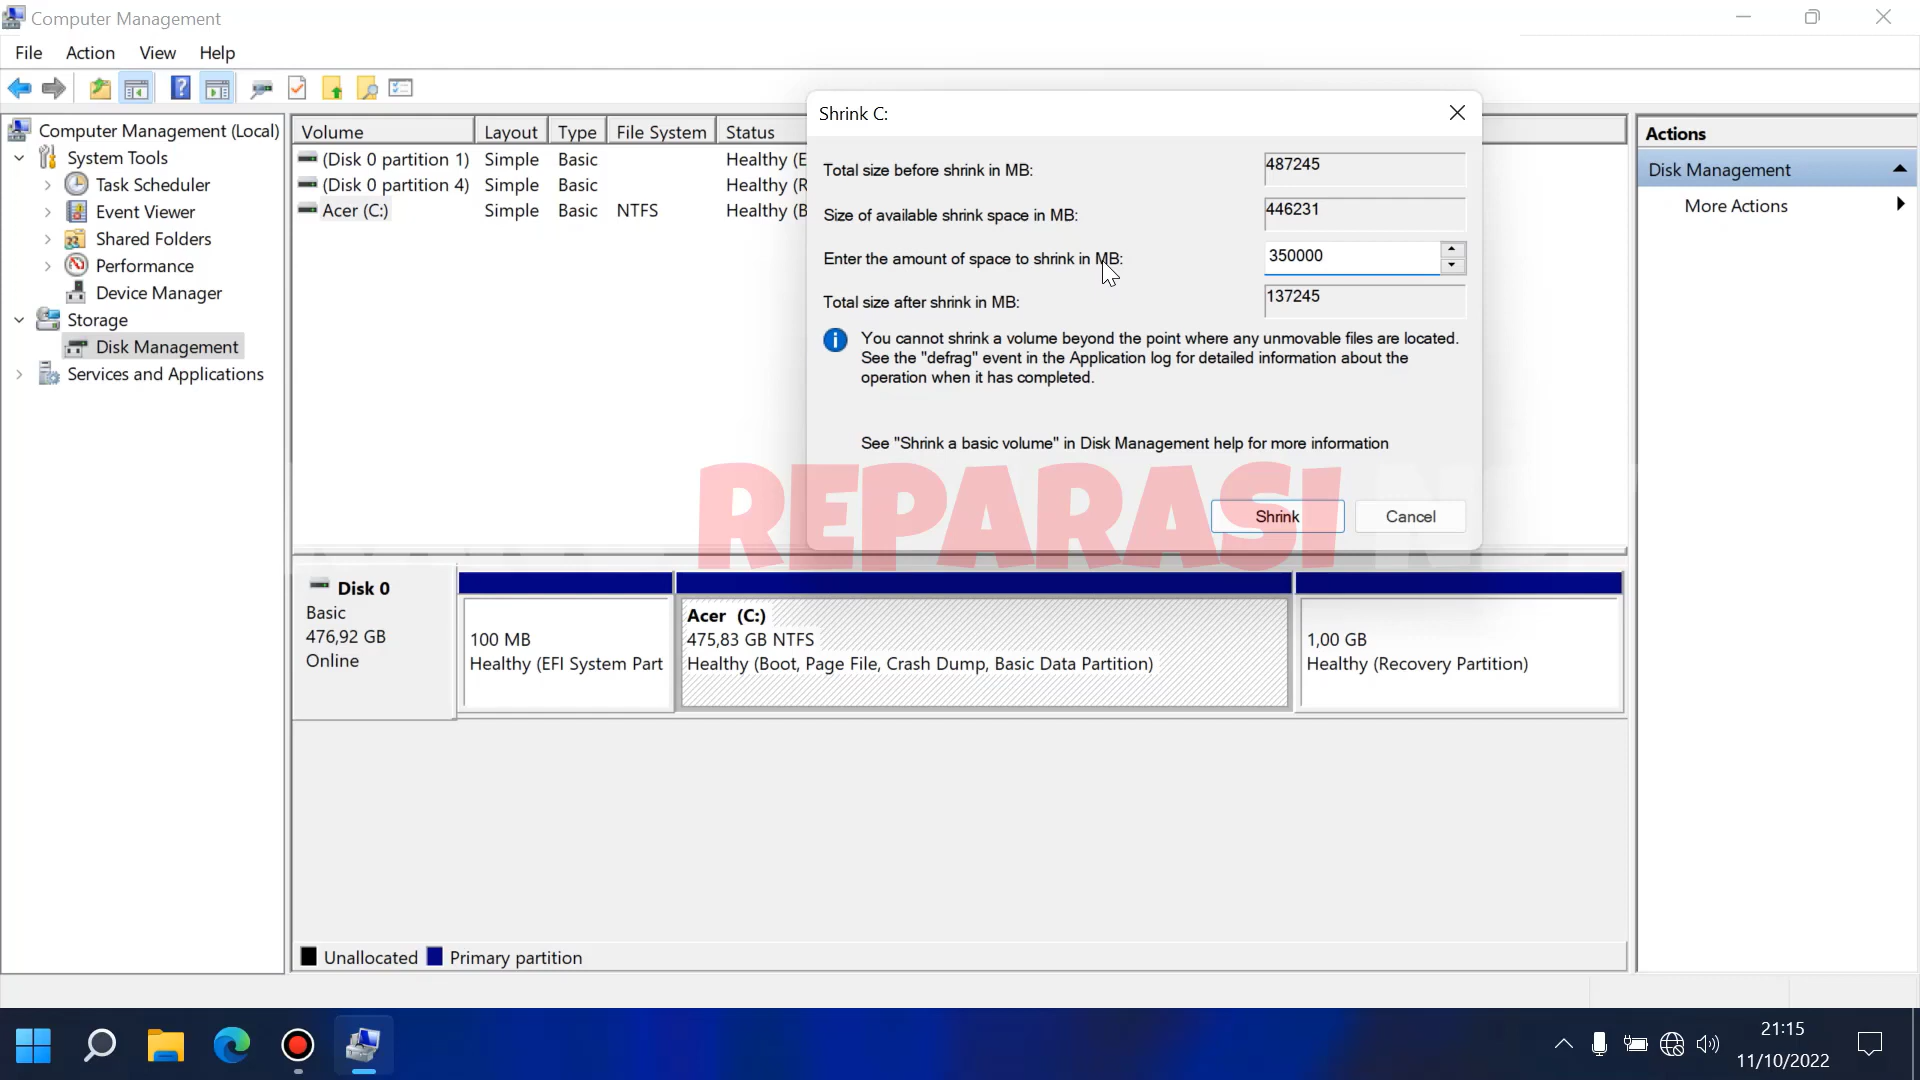 Computer Management
File Action View Help
Computer Management (Local)
System Tools
Task Scheduler
Event Viewer
Shared Folders
Performance
Device Manager
Storage
Disk Management
Services and Applications
Volume Layout Type File System Status
(Disk 0 partition 1) Simple Basic Healthy (E
(Disk 0 partition 4) Simple Basic Healthy (R
Acer (C:) Simple Basic NTFS Healthy (B
Shrink C:
Total size before shrink in MB: 487245
Size of available shrink space in MB: 446231
Enter the amount of space to shrink in MB: 350000
Total size after shrink in MB: 137245
You cannot shrink a volume beyond the point where any unmovable files are located.
See the "defrag" event in the Application log for detailed information about the
operation when it has completed.
See "Shrink a basic volume" in Disk Management help for more information
Shrink Cancel
REPARASI
Actions
Disk Management
More Actions
Disk 0
Basic
476,92 GB
Online
100 MB
Healthy (EFI System Part
Acer (C:)
475,83 GB NTFS
Healthy (Boot, Page File, Crash Dump, Basic Data Partition)
1,00 GB
Healthy (Recovery Partition)
Unallocated Primary partition
21:15
11/10/2022